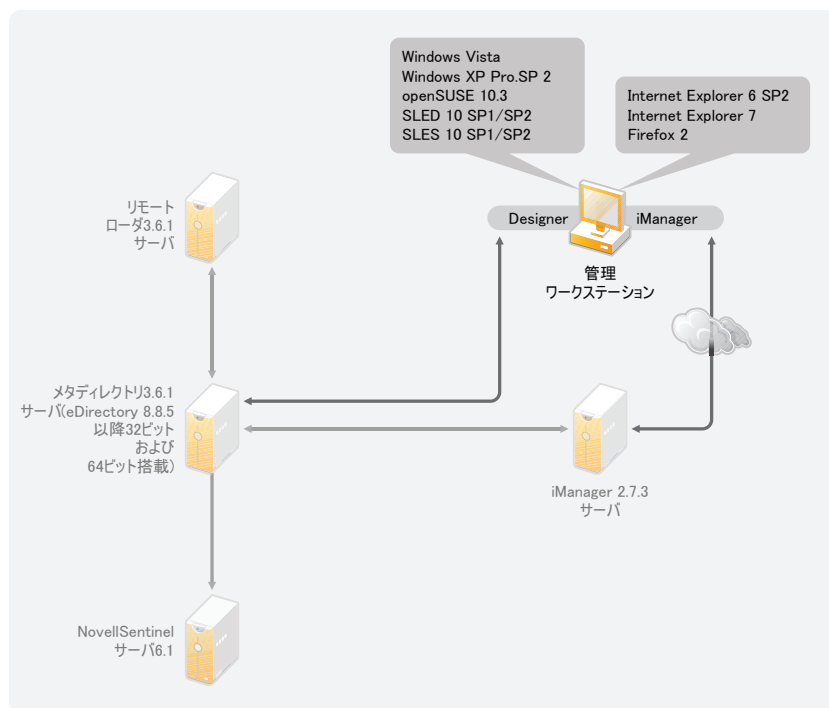 Windows Vista
Windows XP Pro.SP 2
openSUSE 10.3
SLED 10 SP1/SP2
SLES 10 SP1/SP2
Internet Explorer 6 SP2
Internet Explorer 7
Firefox 2
リモート
ローダ3.6.1
サーバ
Designer
iManager
管理
ワークステーション
メタディレクトリ3.6.1
サーバ(eDirectory 8.8.5
以降32ビット
および
64ビット搭載)
iManager 2.7.3
サーバ
NovellSentinel
サーバ6.1